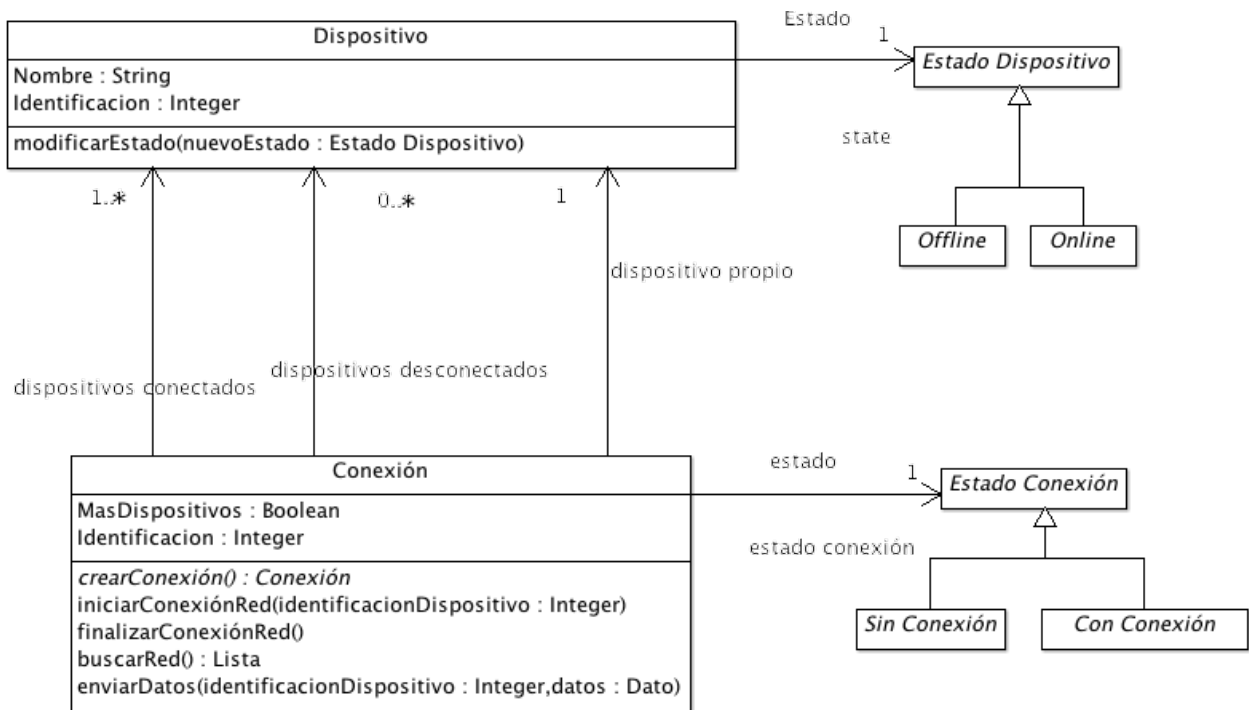 Dispositivo
Nombre : String
Identificacion : Integer
modificarEstado(nuevoEstado : Estado Dispositivo)
Estado
1
Estado Dispositivo
state
Offline
Online
1..*
0..*
1
dispositivo propio
dispositivos conectados
dispositivos desconectados
Conexión
MasDispositivos : Boolean
Identificacion : Integer
crearConexión() : Conexión
iniciarConexiónRed(identificacionDispositivo : Integer)
finalizarConexiónRed()
buscarRed() : Lista
enviarDatos(identificacionDispositivo : Integer,datos : Dato)
estado
1
Estado Conexión
estado conexión
Sin Conexión
Con Conexión